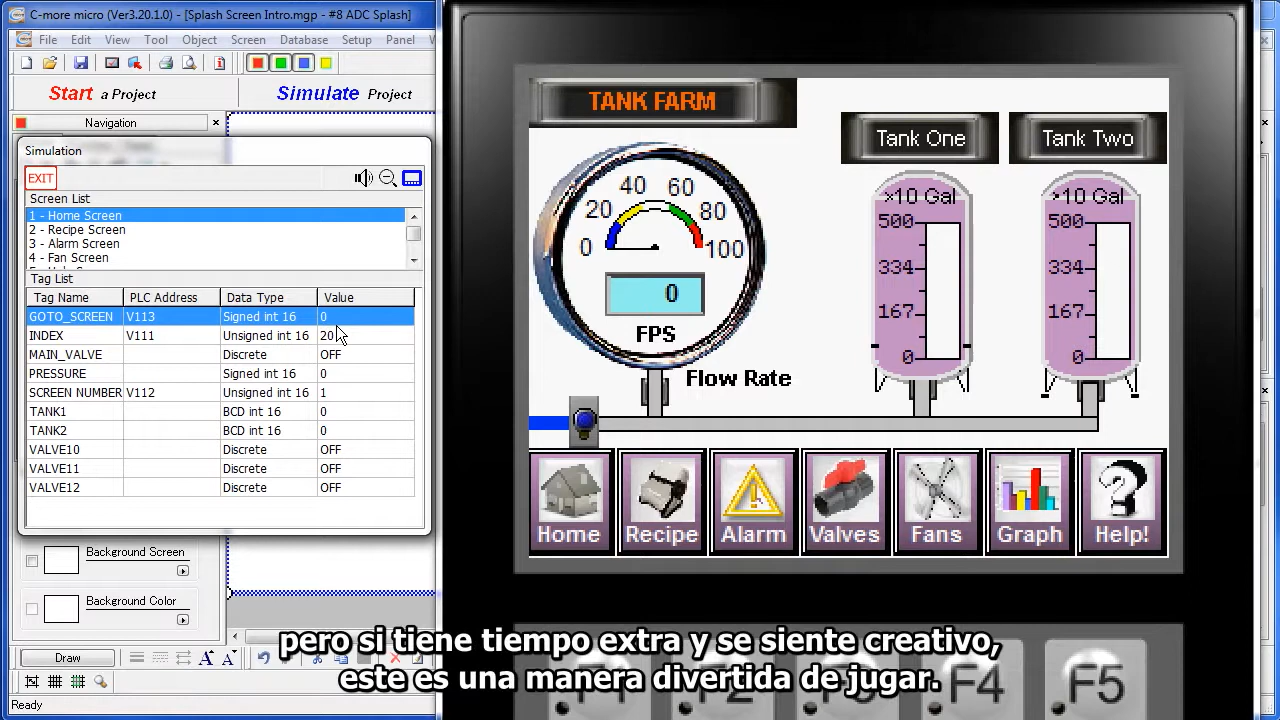 C-more micro (Ver3.20.1.0) - [Splash Screen Intro.mgp - #8 ADC Splash]
File Edit View Tool Object Screen Database Setup Panel
Start a Project
Simulate Project
Navigation
Simulation
EXIT
Screen List
1 - Home Screen
2 - Recipe Screen
3 - Alarm Screen
4 - Fan Screen
Tag List
Tag Name PLC Address Data Type Value
GOTO_SCREEN V113 Signed int 16 0
INDEX V111 Unsigned int 16 20
MAIN_VALVE Discrete OFF
PRESSURE Signed int 16 0
SCREEN NUMBER V112 Unsigned int 16 1
TANK1 BCD int 16 0
TANK2 BCD int 16 0
VALVE10 Discrete OFF
VALVE11 Discrete OFF
VALVE12 Discrete OFF
Background Screen
Background Color
Draw
Ready
TANK FARM
Tank One
Tank Two
0 20 40 60 80 100
0
FPS
Flow Rate
x10 Gal
500
334
167
0
x10 Gal
500
334
167
0
Home Recipe Alarm Valves Fans Graph Help!
F1 F2 F3 F4 F5
pero si tiene tiempo extra y se siente creativo,
este es una manera divertida de jugar.